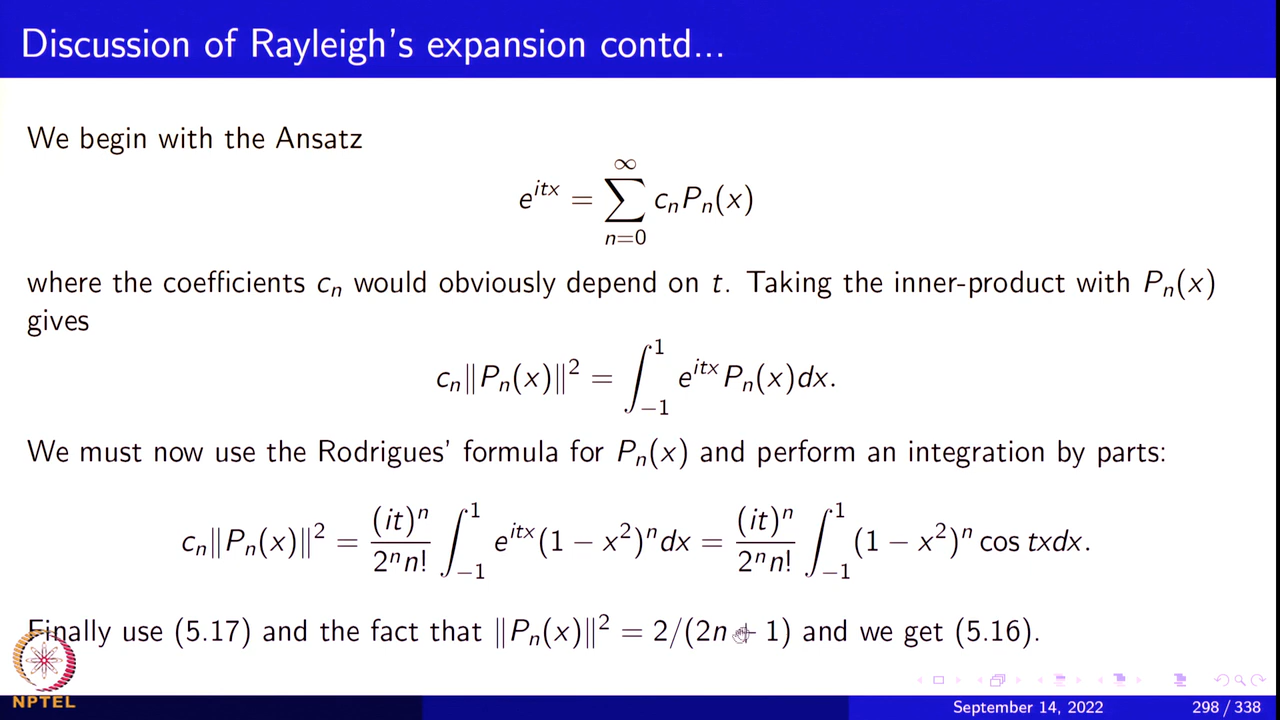 Discussion of Rayleigh's expansion contd...
We begin with the Ansatz
e^{itx} = \sum_{n=0}^{\infty} c_n P_n(x)
where the coefficients c_n would obviously depend on t. Taking the inner-product with P_n(x)
gives
c_n \|P_n(x)\|^2 = \int_{-1}^{1} e^{itx} P_n(x) dx.
We must now use the Rodrigues' formula for P_n(x) and perform an integration by parts:
c_n \|P_n(x)\|^2 = \frac{(it)^n}{2^n n!} \int_{-1}^{1} e^{itx} (1 − x^2)^n dx = \frac{(it)^n}{2^n n!} \int_{-1}^{1} (1 − x^2)^n \cos tx dx.
Finally use (5.17) and the fact that \|P_n(x)\|^2 = 2/(2n + 1) and we get (5.16).
NPTEL
September 14, 2022 298 / 338